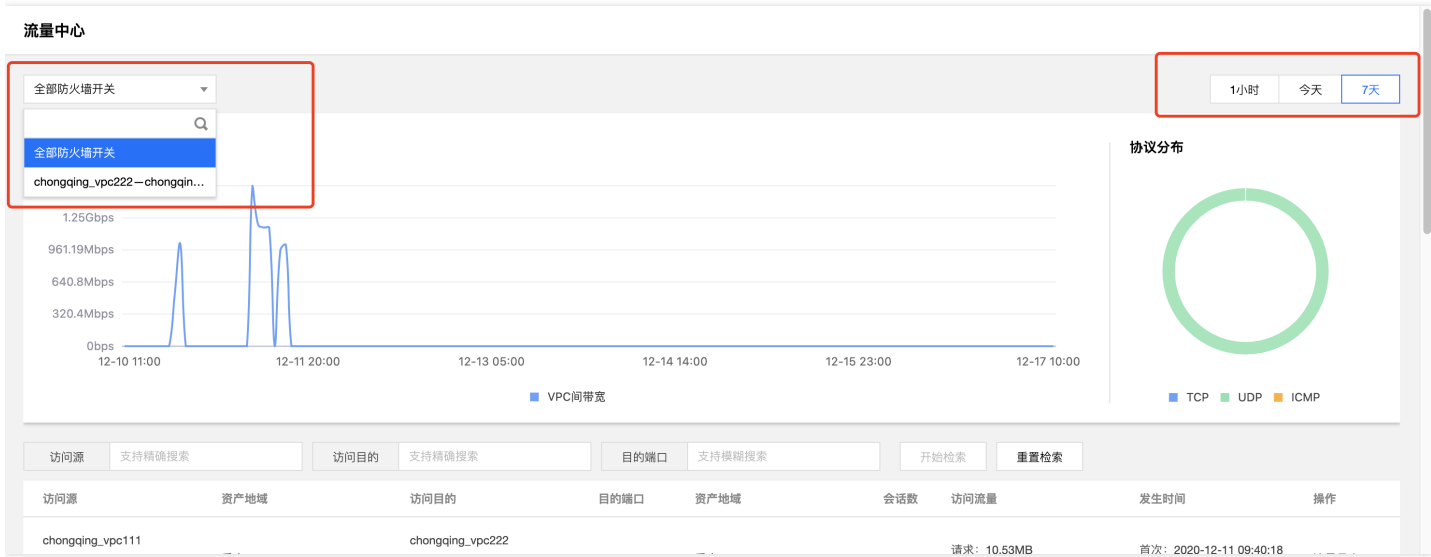 流量中心
全部防火墙开关
1小时 今天 7天
全部防火墙开关
chongqing_vpc222—chongqin...
协议分布
1.25Gbps
961.19Mbps
640.8Mbps
320.4Mbps
0bps
12-10 11:00 12-11 20:00 12-13 05:00 12-14 14:00 12-15 23:00 12-17 10:00
VPC间带宽
TCP UDP ICMP
访问源 支持精确搜索 访问目的 支持精确搜索 目的端口 支持模糊搜索 开始检索 重置检索
访问源 资产地域 访问目的 目的端口 资产地域 会话数 访问流量 发生时间 操作
chongqing_vpc111 chongqing_vpc222
请求：10.53MB 首次：2020-12-11 09:40:18